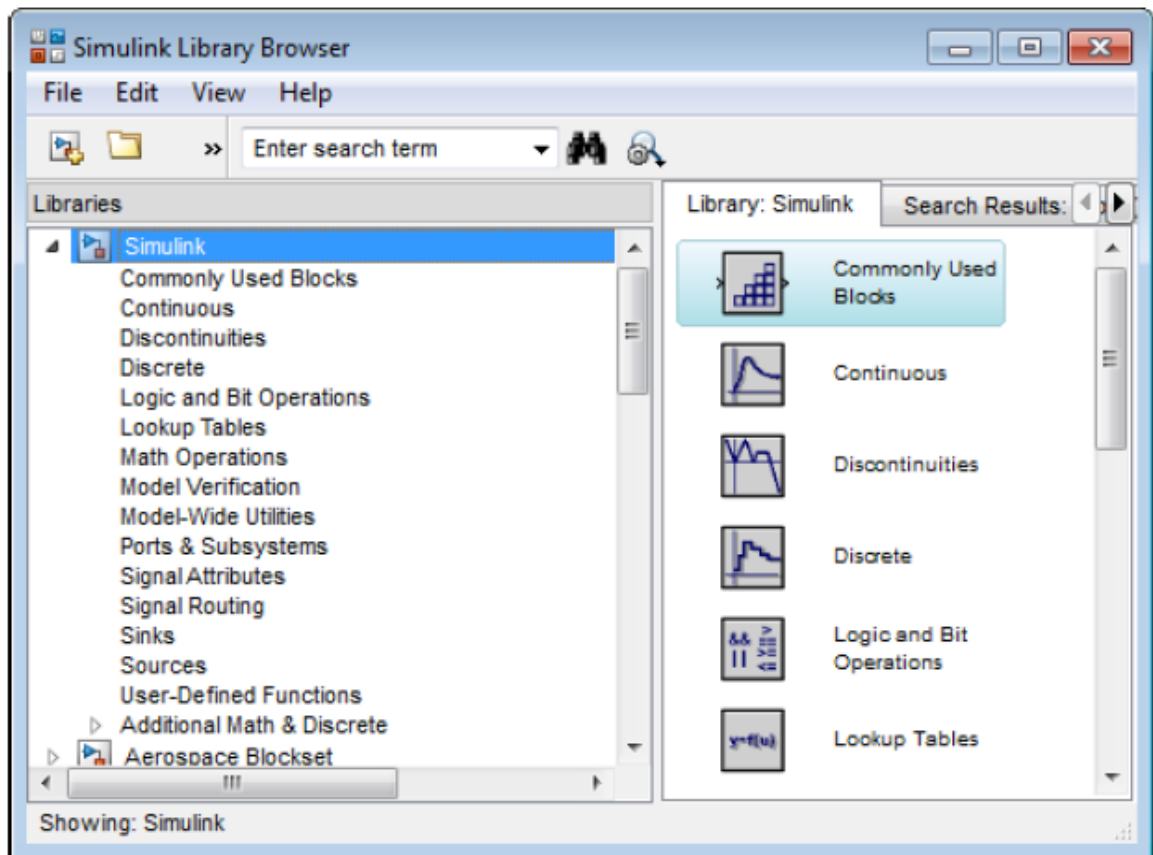 Simulink Library Browser
File Edit View Help
» Enter search term
Libraries
Simulink
Commonly Used Blocks
Continuous
Discontinuities
Discrete
Logic and Bit Operations
Lookup Tables
Math Operations
Model Verification
Model-Wide Utilities
Ports & Subsystems
Signal Attributes
Signal Routing
Sinks
Sources
User-Defined Functions
Additional Math & Discrete
Aerospace Blockset
Library: Simulink Search Results:
Commonly Used
Blocks
Continuous
Discontinuities
Discrete
&& >
== 
|| >=
<=
Logic and Bit
Operations
y=f(u)
Lookup Tables
Showing: Simulink